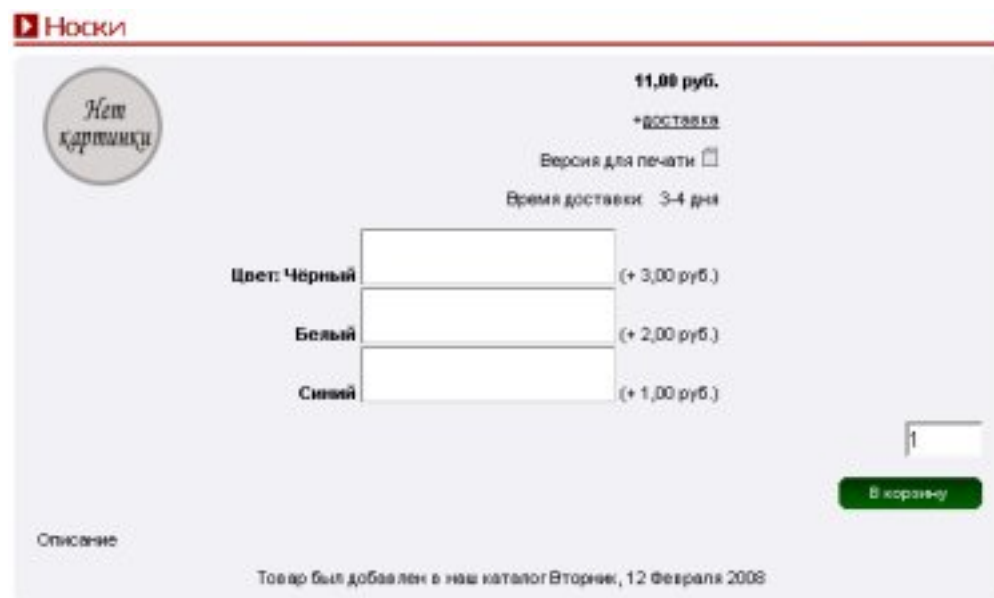 Носки
Нет
картинки
11,00 руб.
+доставка
Версия для печати
Время доставки: 3-4 дня
Цвет: Чёрный (+ 3,00 руб.)
Белый (+ 2,00 руб.)
Синий (+ 1,00 руб.)
1
В корзину
Описание
Товар был добавлен в наш каталог Вторник, 12 Февраля 2008